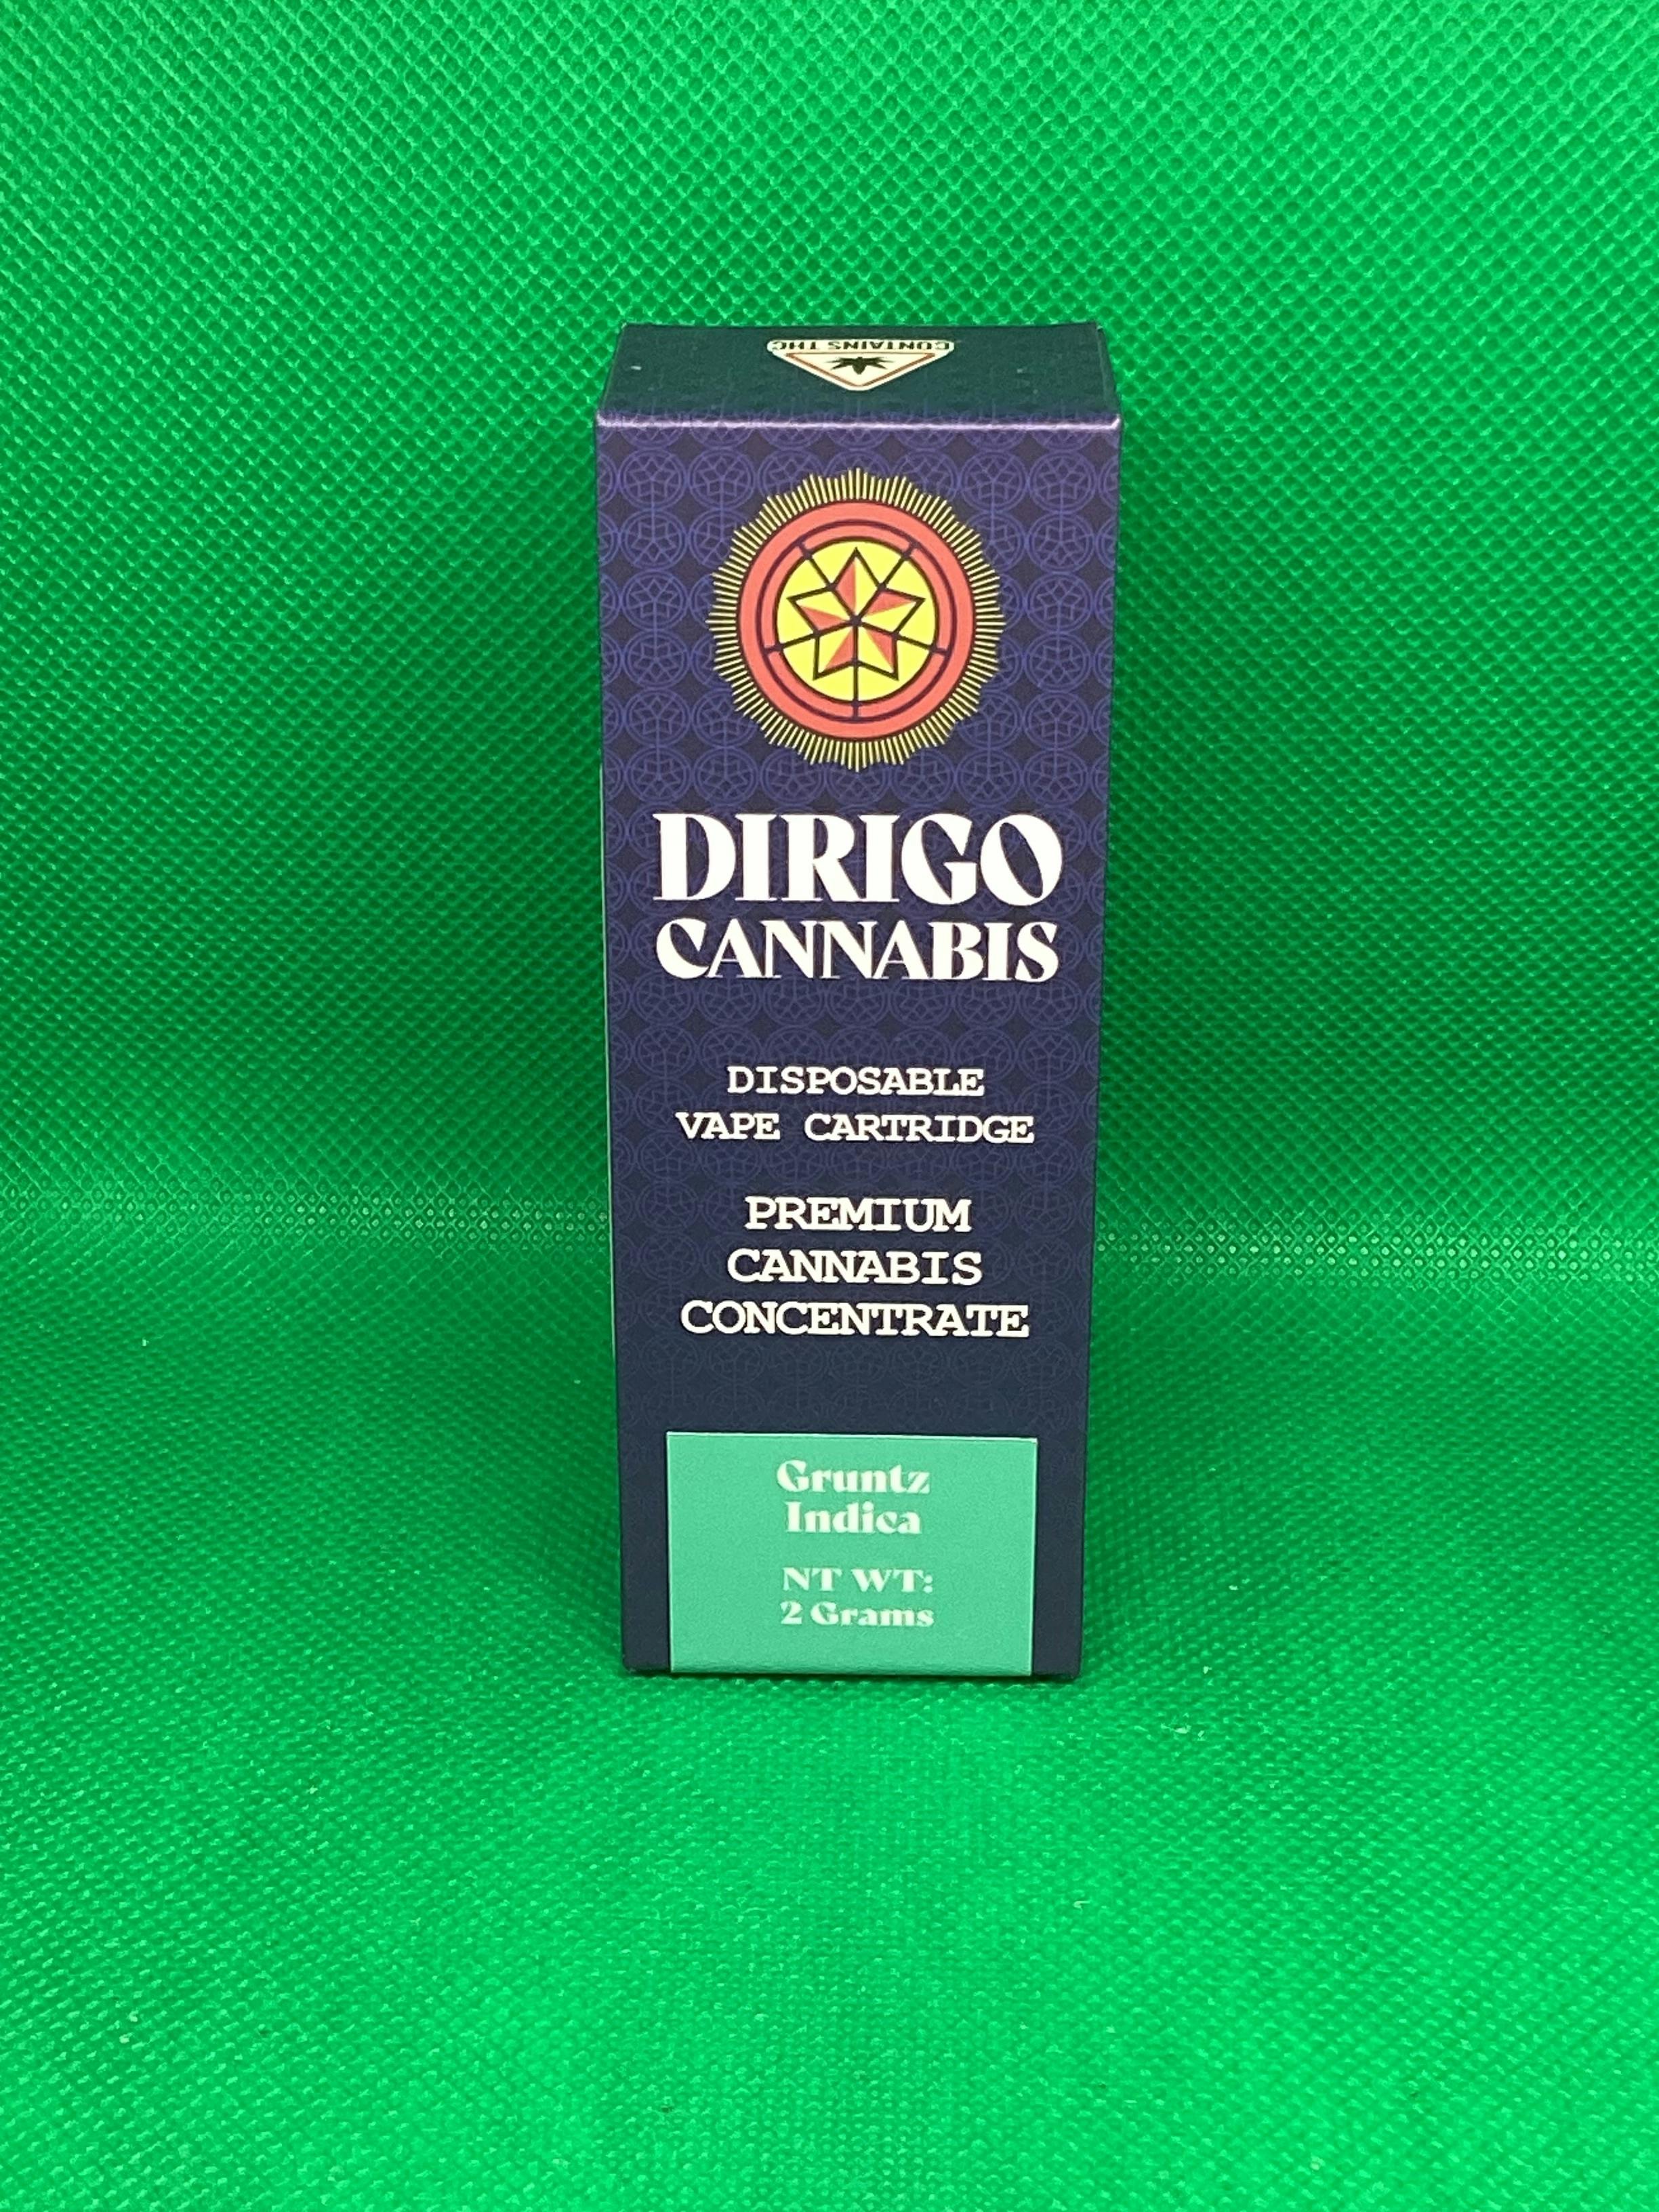 CONTAINS THC
DIRIGO
CANNABIS
DISPOSABLE
VAPE CARTRIDGE
PREMIUM
CANNABIS
CONCENTRATE
Gruntz
Indica
NT WT:
2 Grams